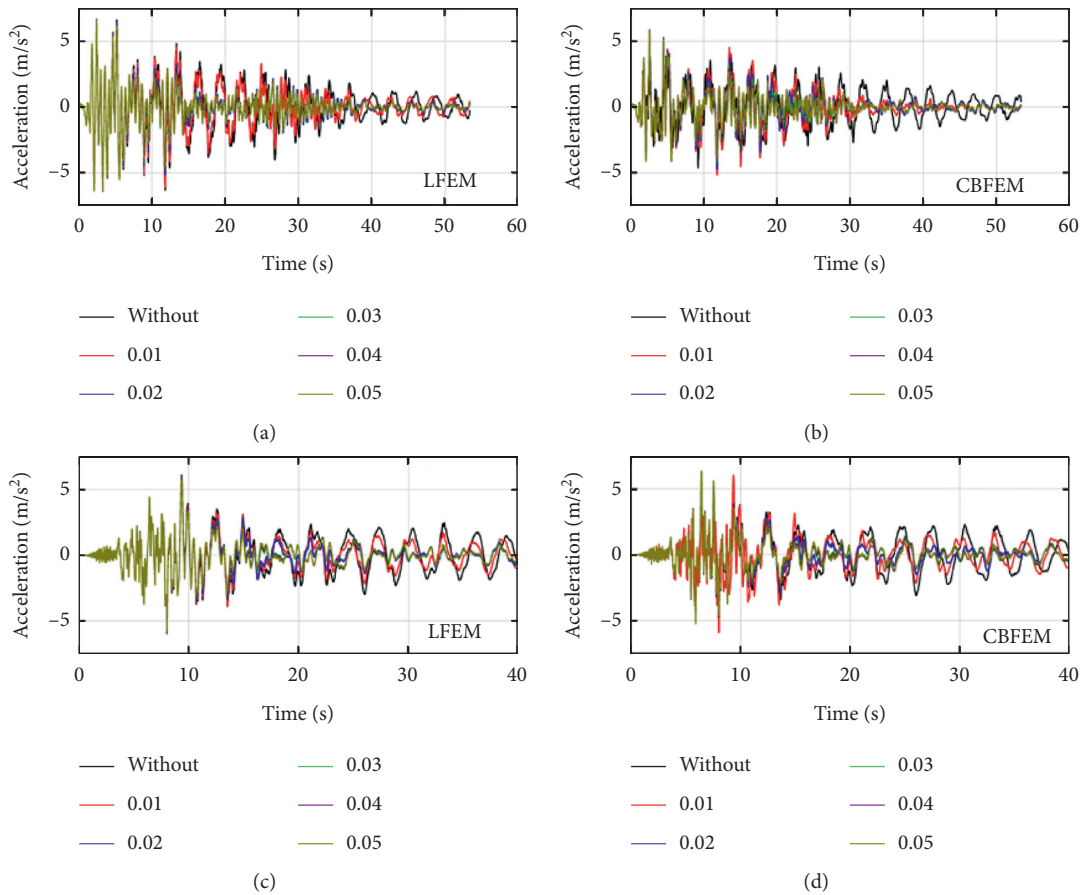 Acceleration (m/s²)
5
0
−5
LFEM
0 10 20 30 40 50 60
Time (s)
Without
0.01
0.02
0.03
0.04
0.05
(a)
Acceleration (m/s²)
5
0
−5
CBFEM
0 10 20 30 40 50 60
Time (s)
Without
0.01
0.02
0.03
0.04
0.05
(b)
Acceleration (m/s²)
5
0
−5
LFEM
0 10 20 30 40
Time (s)
Without
0.01
0.02
0.03
0.04
0.05
(c)
Acceleration (m/s²)
5
0
−5
CBFEM
0 10 20 30 40
Time (s)
Without
0.01
0.02
0.03
0.04
0.05
(d)